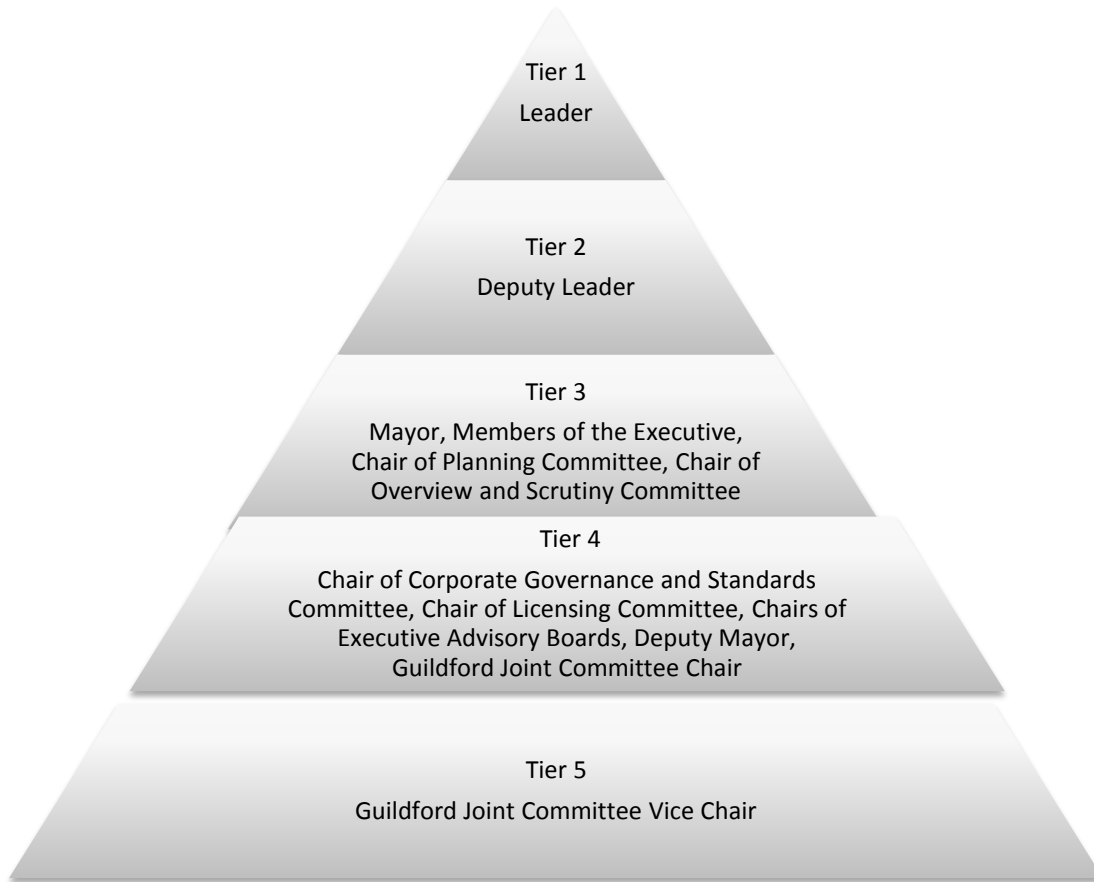 Tier 1
Leader
Tier 2
Deputy Leader
Tier 3
Mayor, Members of the Executive,
Chair of Planning Committee, Chair of
Overview and Scrutiny Committee
Tier 4
Chair of Corporate Governance and Standards
Committee, Chair of Licensing Committee, Chairs of
Executive Advisory Boards, Deputy Mayor,
Guildford Joint Committee Chair
Tier 5
Guildford Joint Committee Vice Chair